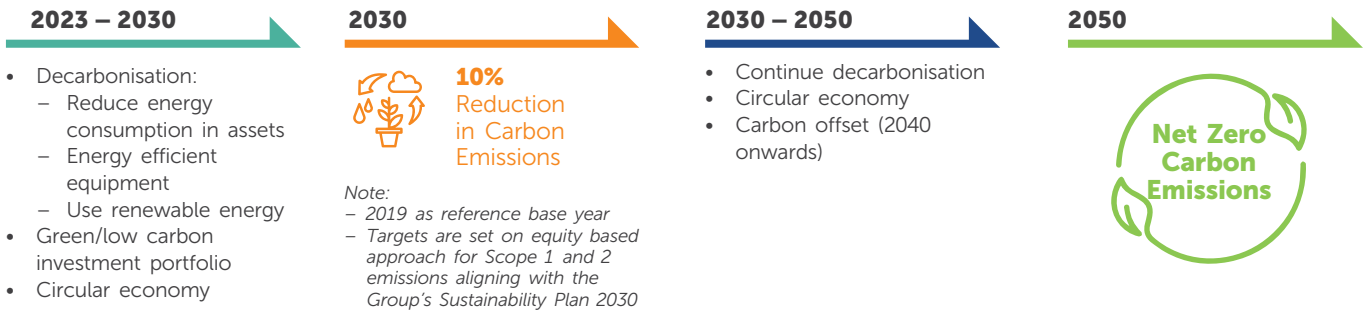 2023 – 2030
• Decarbonisation:
– Reduce energy
consumption in assets
– Energy efficient
equipment
– Use renewable energy
• Green/low carbon
investment portfolio
• Circular economy
2030
10%
Reduction
in Carbon
Emissions
Note:
– 2019 as reference base year
– Targets are set on equity based
approach for Scope 1 and 2
emissions aligning with the
Group's Sustainability Plan 2030
2030 – 2050
• Continue decarbonisation
• Circular economy
• Carbon offset (2040
onwards)
2050
Net Zero
Carbon
Emissions